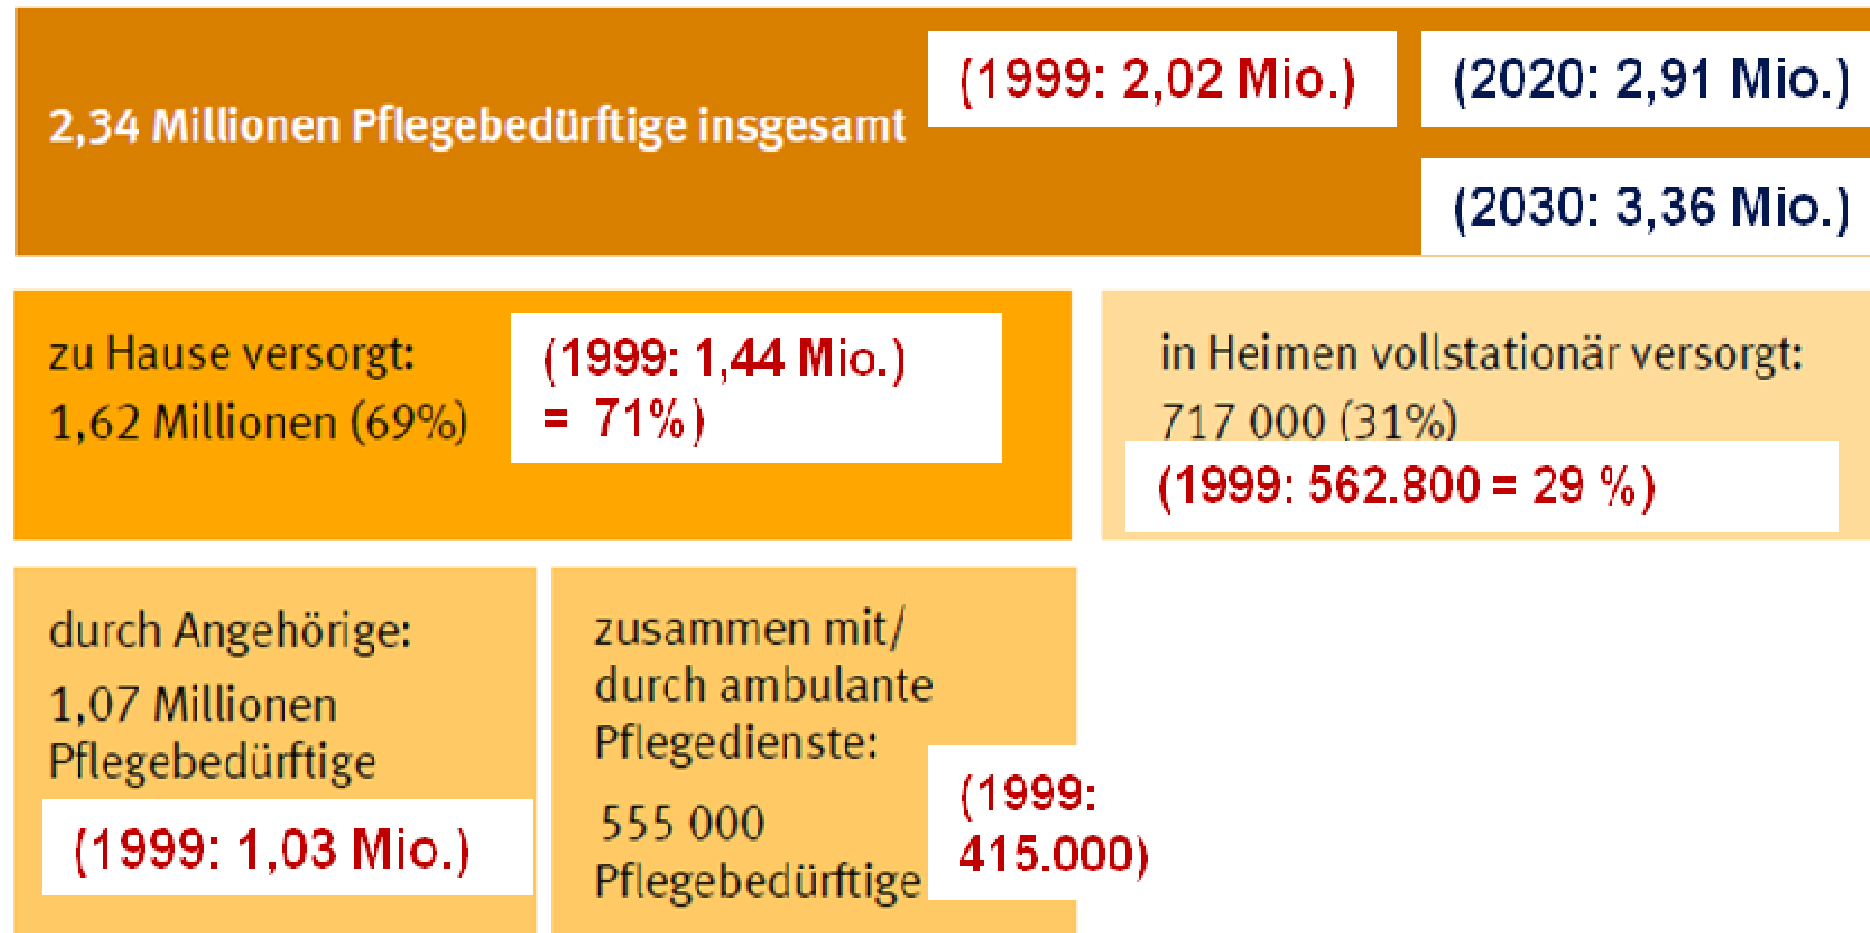 2,34 Millionen Pflegebedürftige insgesamt
(1999: 2,02 Mio.)
(2020: 2,91 Mio.)
(2030: 3,36 Mio.)
zu Hause versorgt:
1,62 Millionen (69%)
(1999: 1,44 Mio.)
= 71%)
in Heimen vollstationär versorgt:
717 000 (31%)
(1999: 562.800 = 29 %)
durch Angehörige:
1,07 Millionen
Pflegebedürftige
(1999: 1,03 Mio.)
zusammen mit/
durch ambulante
Pflegedienste:
555 000
Pflegebedürftige
(1999:
415.000)